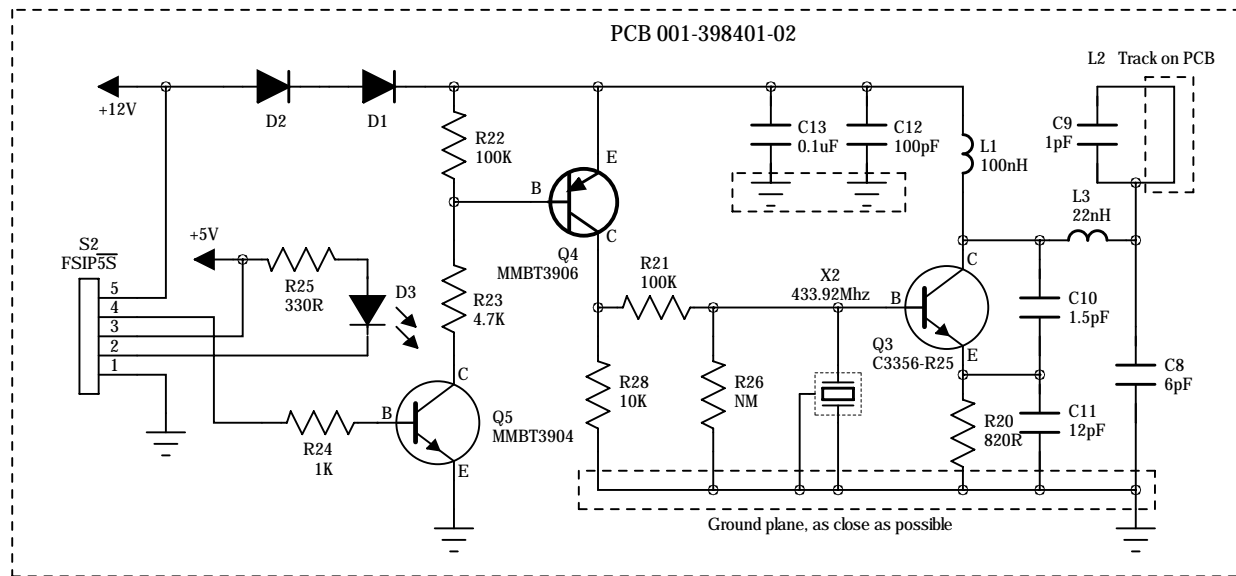 PCB 001-398401-02
L2 Track on PCB
+12V
D2
D1
R22
100K
C13
0.1uF
C12
100pF
L1
100nH
C9
1pF
E
B
C
Q4
MMBT3906
L3
22nH
S2
FSIP5S
+5V
R25
330R
D3
R23
4.7K
R21
100K
X2
433.92Mhz
C
B
E
Q3
C3356-R25
C10
1.5pF
5
4
3
2
1
C8
6pF
R28
10K
R26
NM
R20
820R
C11
12pF
R24
1K
C
B
E
Q5
MMBT3904
Ground plane, as close as possible